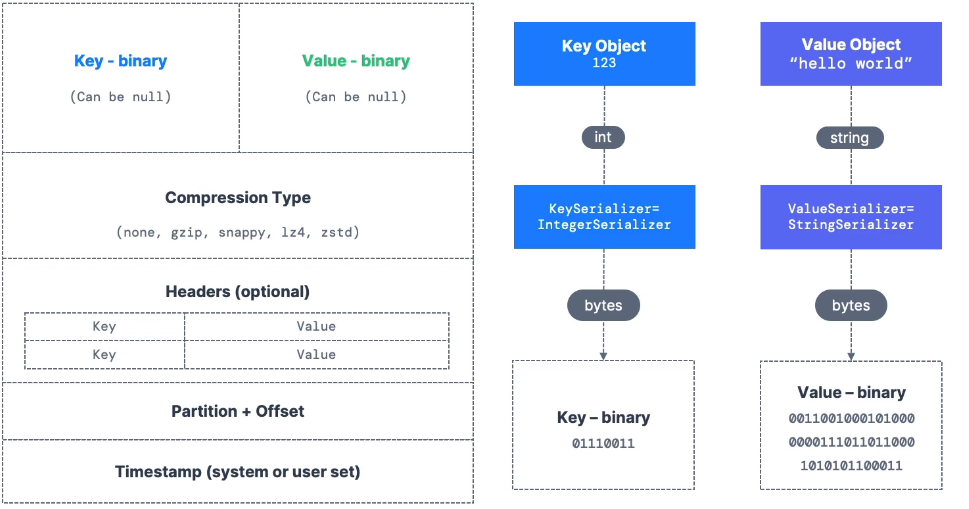 Key - binary
(Can be null)
Value - binary
(Can be null)
Compression Type
(none, gzip, snappy, lz4, zstd)
Headers (optional)
Key Value
Key Value
Partition + Offset
Timestamp (system or user set)
Key Object
123
int
KeySerializer=
IntegerSerializer
bytes
Key – binary
01110011
Value Object
“hello world”
string
ValueSerializer=
StringSerializer
bytes
Value – binary
0011001000101000
0000111011011000
1010101100011